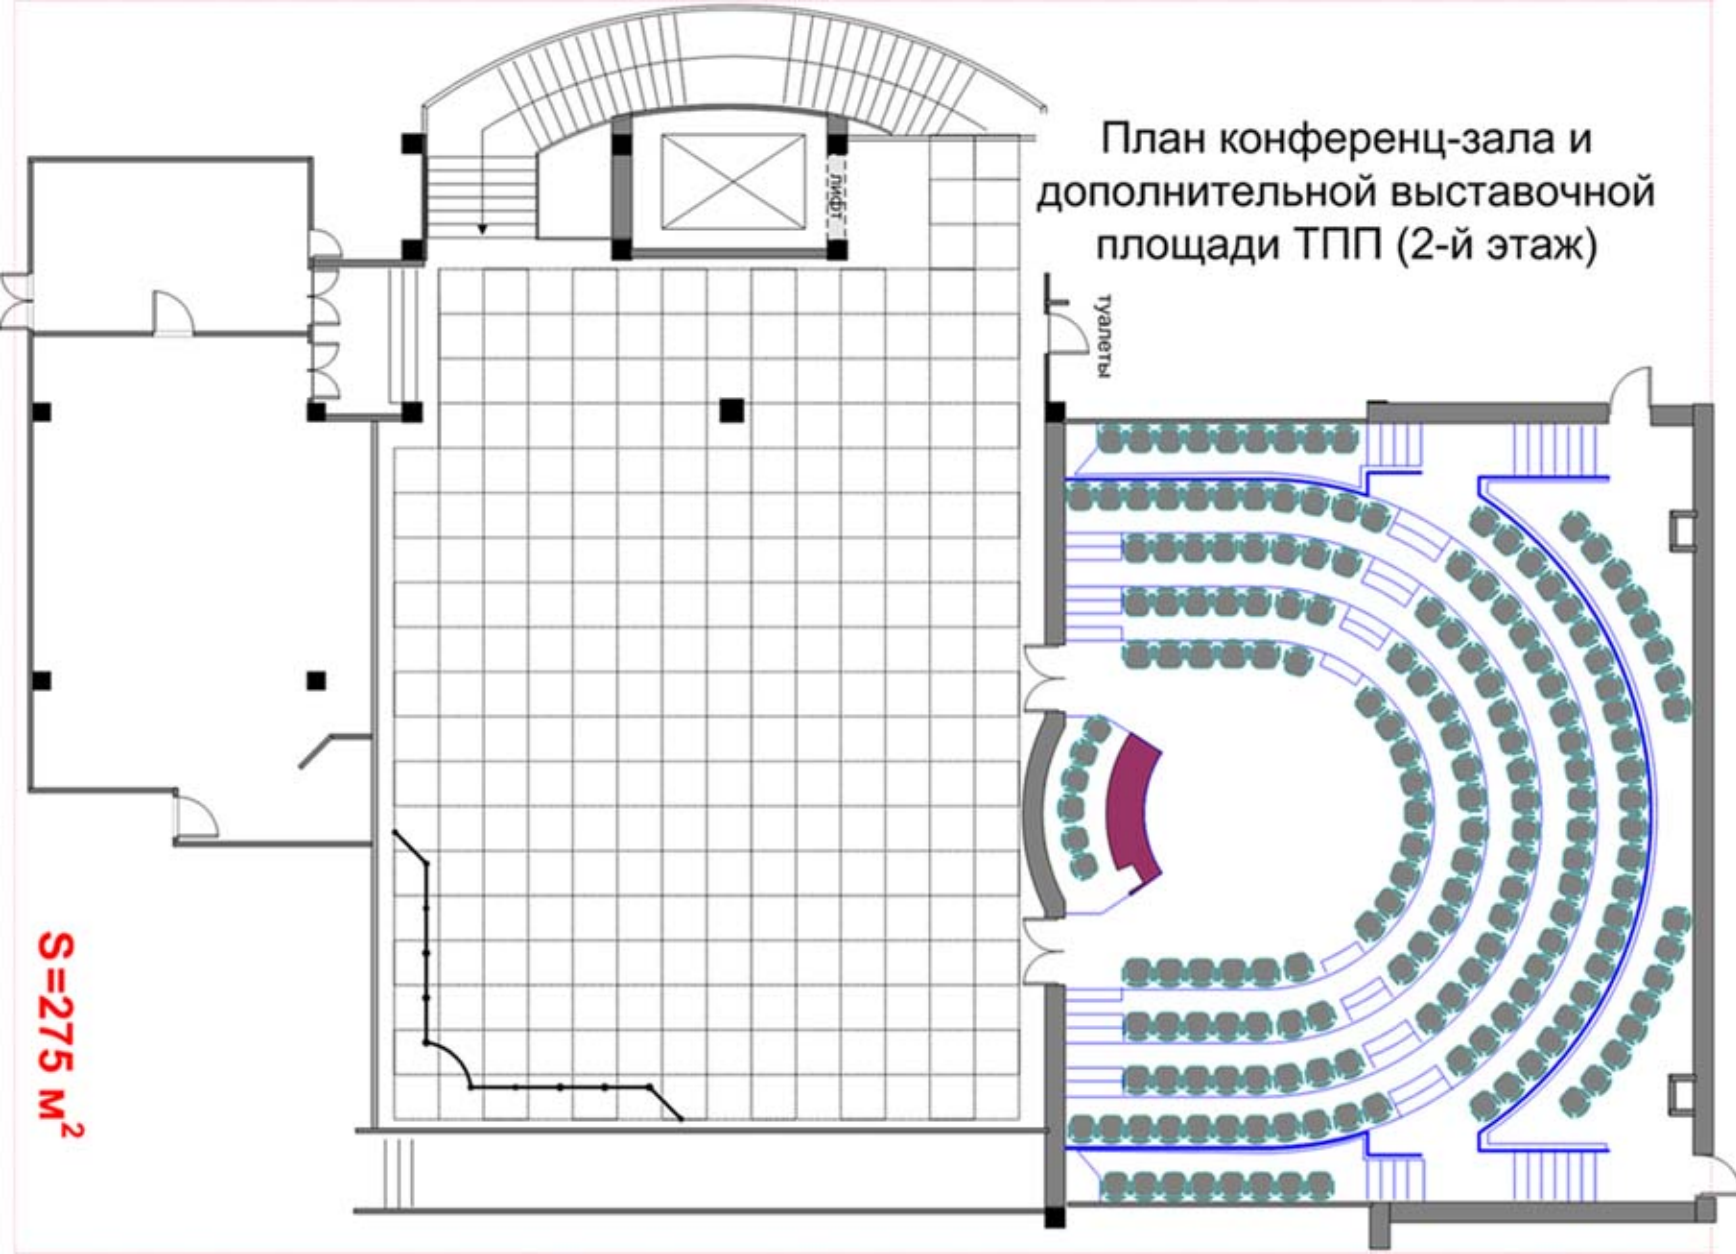 План конференц-зала и
дополнительной выставочной
площади ТПП (2-й этаж)
лифт
туалеты
S=275 м²